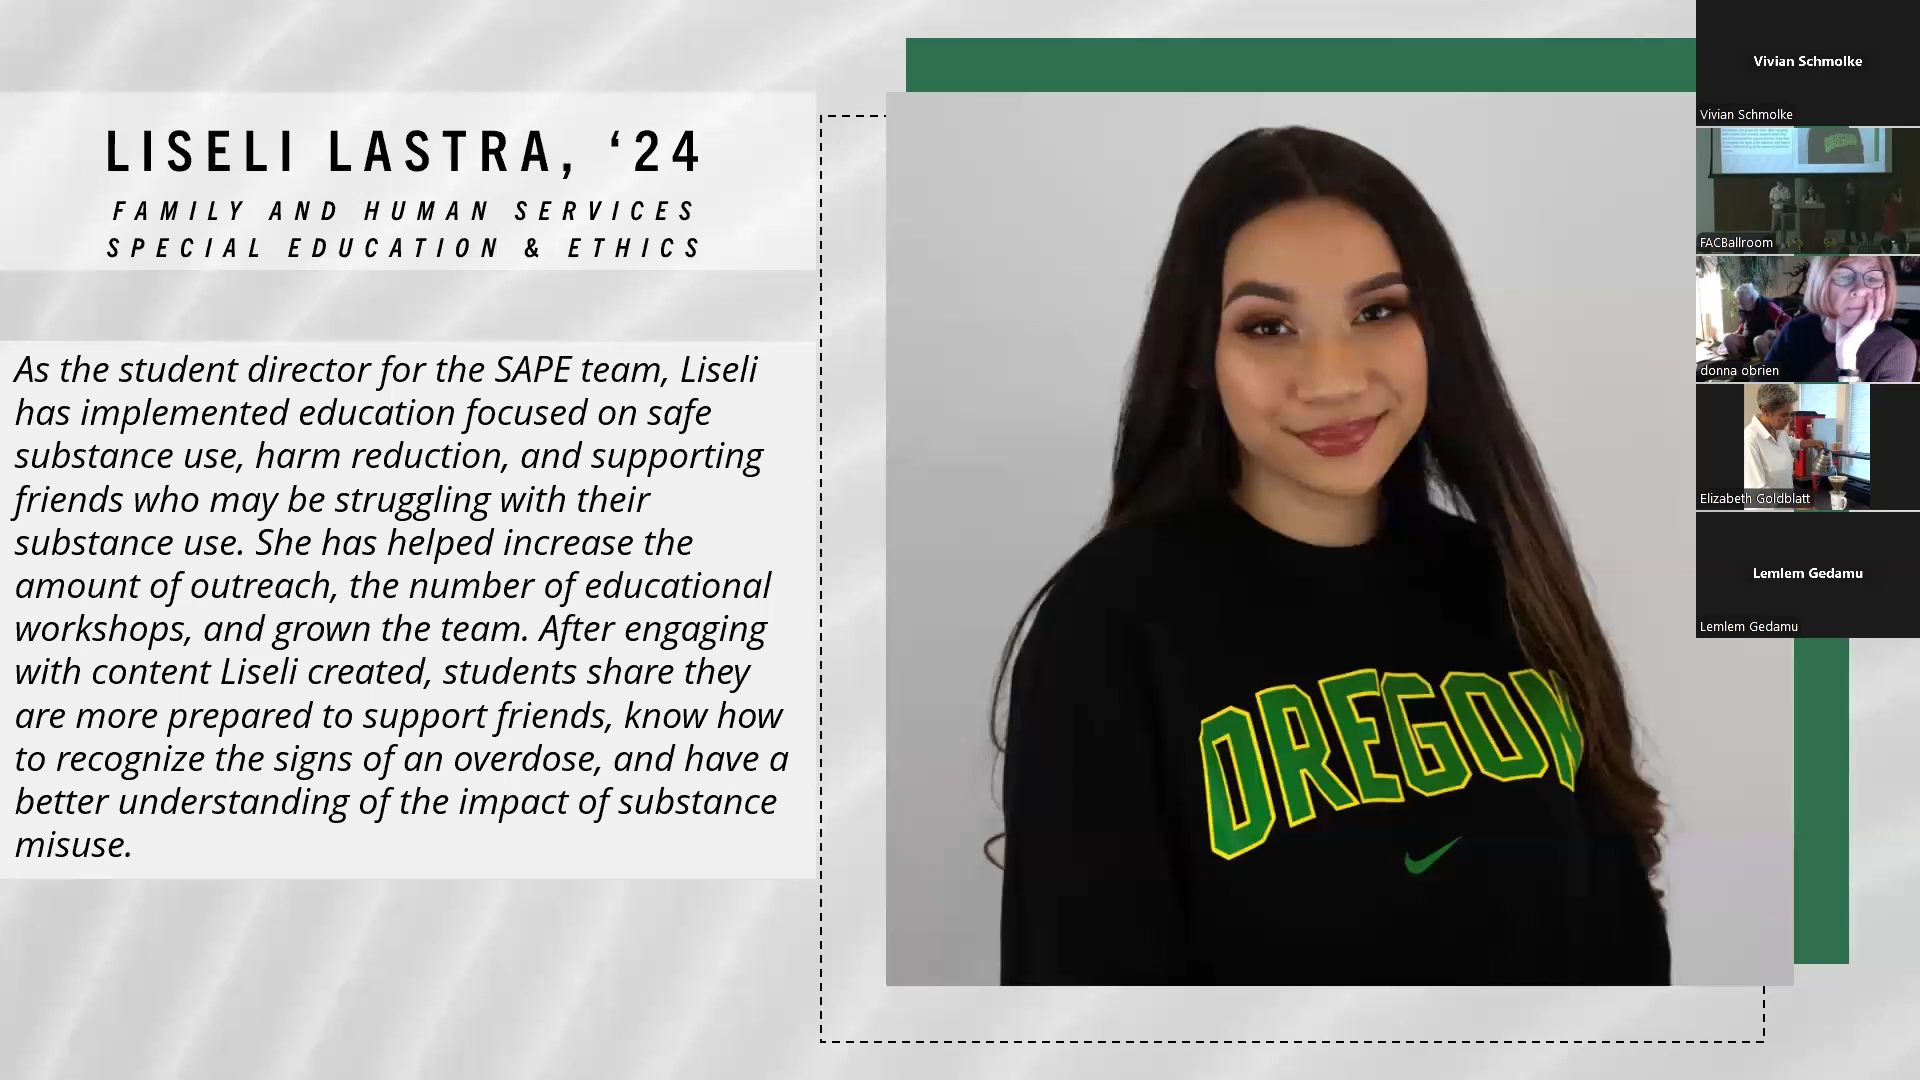 LISELI LASTRA, ‘24
FAMILY AND HUMAN SERVICES
SPECIAL EDUCATION & ETHICS
As the student director for the SAPE team, Liseli
has implemented education focused on safe
substance use, harm reduction, and supporting
friends who may be struggling with their
substance use. She has helped increase the
amount of outreach, the number of educational
workshops, and grown the team. After engaging
with content Liseli created, students share they
are more prepared to support friends, know how
to recognize the signs of an overdose, and have a
better understanding of the impact of substance
misuse.
OREGON
Vivian Schmolke
Vivian Schmolke
OREGON
FACBallroom
donna obrien
Elizabeth Goldblatt
Lemlem Gedamu
Lemlem Gedamu